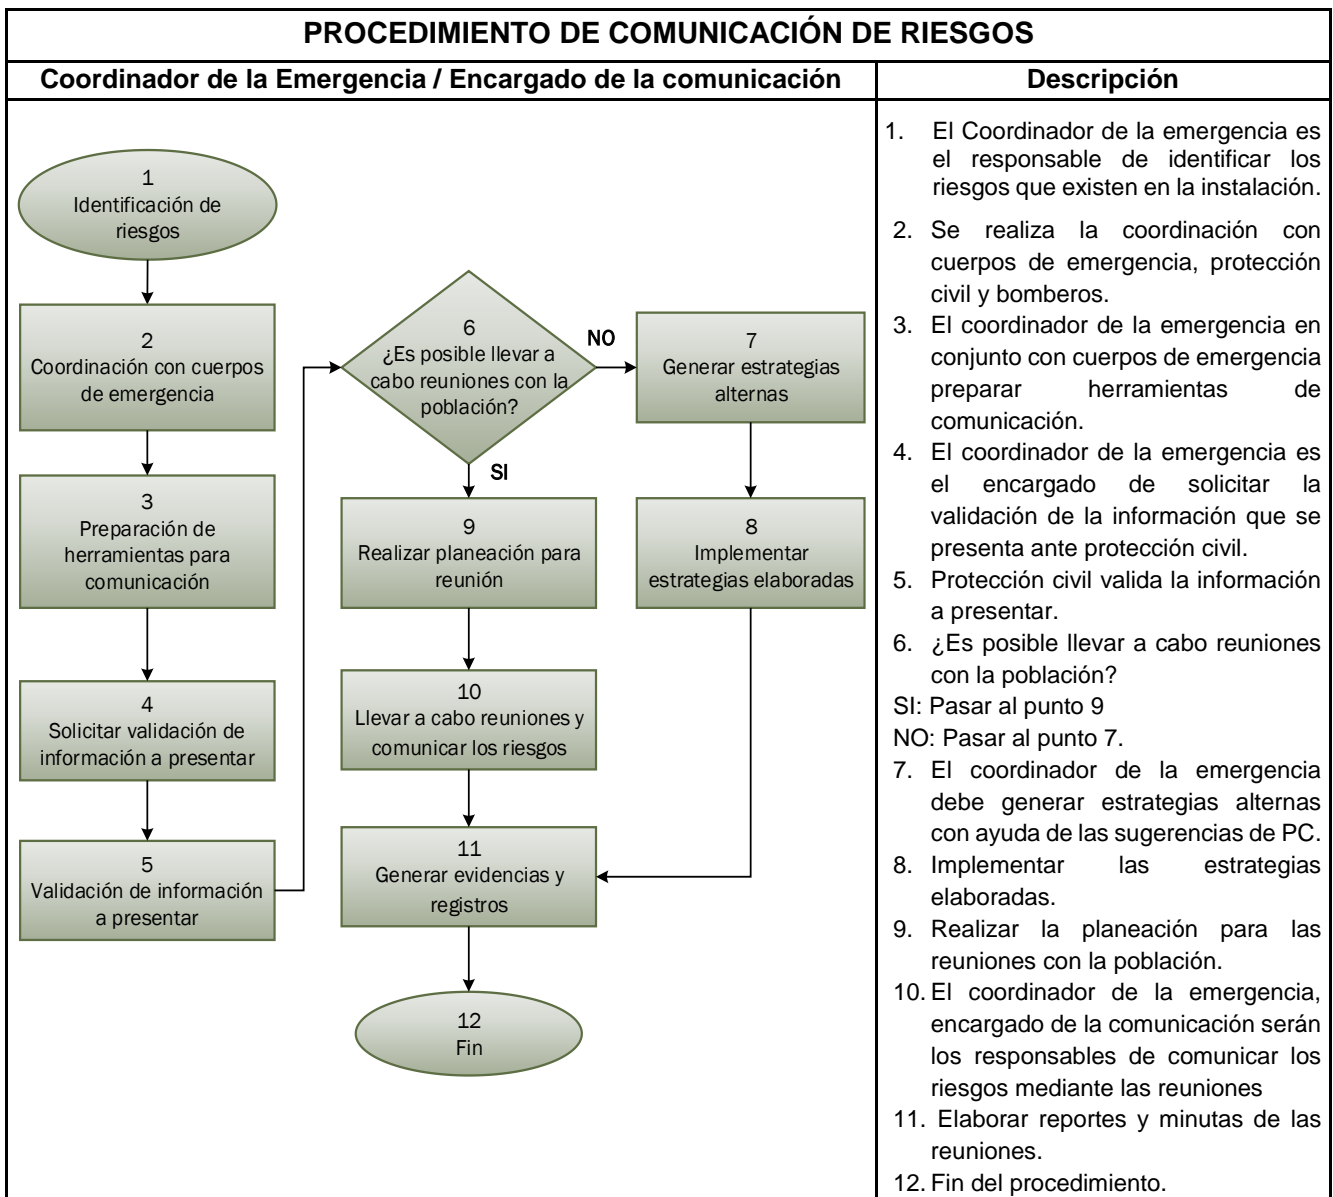 PROCEDIMIENTO DE COMUNICACIÓN DE RIESGOS
Coordinador de la Emergencia / Encargado de la comunicación
Descripción
1
Identificación de
riesgos
2
Coordinación con cuerpos
de emergencia
3
Preparación de
herramientas para
comunicación
4
Solicitar validación de
información a presentar
5
Validación de información
a presentar
6
¿Es posible llevar a
cabo reuniones con la
población?
NO
SI
7
Generar estrategias
alternas
8
Implementar
estrategias elaboradas
9
Realizar planeación para
reunión
10
Llevar a cabo reuniones y
comunicar los riesgos
11
Generar evidencias y
registros
12
Fin
1. El Coordinador de la emergencia es
el responsable de identificar los
riesgos que existen en la instalación.
2. Se realiza la coordinación con
cuerpos de emergencia, protección
civil y bomberos.
3. El coordinador de la emergencia en
conjunto con cuerpos de emergencia
preparar herramientas de
comunicación.
4. El coordinador de la emergencia es
el encargado de solicitar la
validación de la información que se
presenta ante protección civil.
5. Protección civil valida la información
a presentar.
6. ¿Es posible llevar a cabo reuniones
con la población?
SI: Pasar al punto 9
NO: Pasar al punto 7.
7. El coordinador de la emergencia
debe generar estrategias alternas
con ayuda de las sugerencias de PC.
8. Implementar las estrategias
elaboradas.
9. Realizar la planeación para las
reuniones con la población.
10. El coordinador de la emergencia,
encargado de la comunicación serán
los responsables de comunicar los
riesgos mediante las reuniones
11. Elaborar reportes y minutas de las
reuniones.
12. Fin del procedimiento.